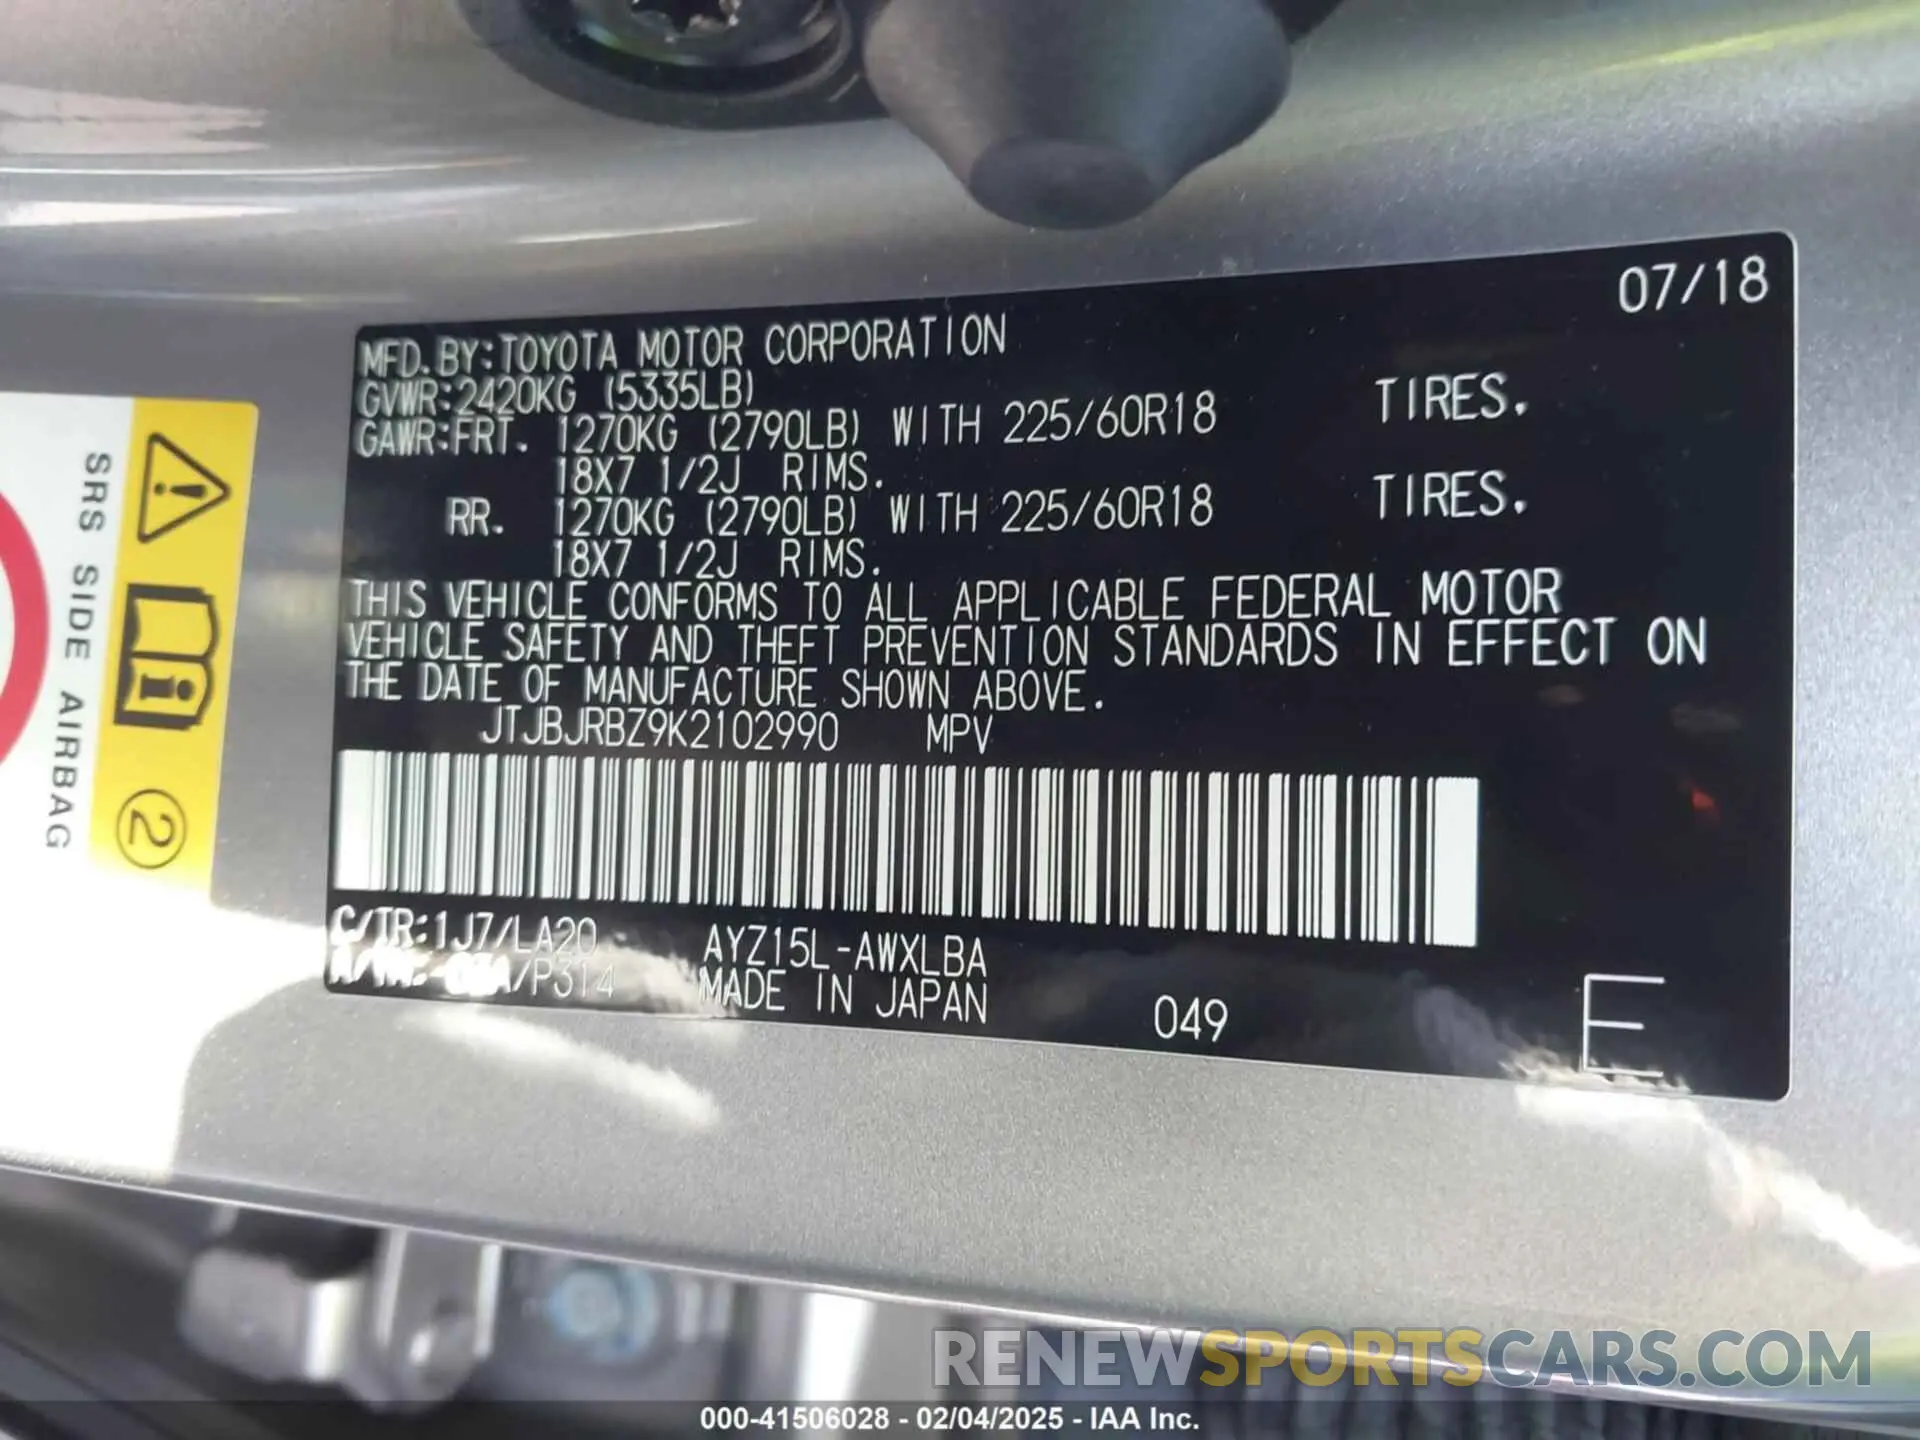 07/18
MFD.BY:TOYOTA MOTOR CORPORATION
GVWR:2420KG (5335LB)
GAWR:FRT. 1270KG (2790LB) WITH 225/60R18 TIRES.
18X7 1/2J RIMS.
RR. 1270KG (2790LB) WITH 225/60R18 TIRES.
18X7 1/2J RIMS.
THIS VEHICLE CONFORMS TO ALL APPLICABLE FEDERAL MOTOR
VEHICLE SAFETY AND THEFT PREVENTION STANDARDS IN EFFECT ON
THE DATE OF MANUFACTURE SHOWN ABOVE.
JTJBJRBZ9K2102990 MPV
C/TR:1J7/LA20 AYZ15L-AWXLBA
/P314 MADE IN JAPAN
049
E
SRS SIDE AIRBAG
2
RENEWSPORTSCARS.COM
000-41506028 - 02/04/2025 - IAA Inc.